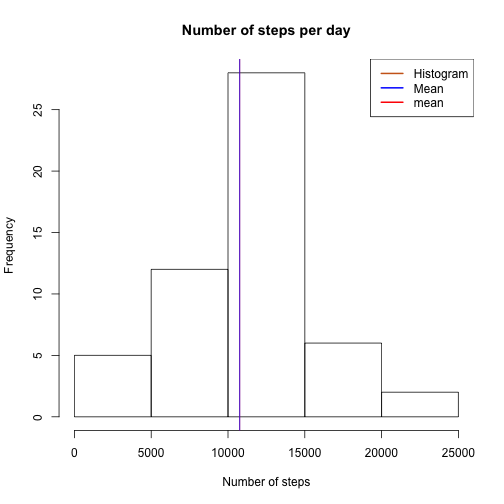 Number of steps per day
Histogram
Mean
mean
Frequency
25
20
15
10
5
0
0 5000 10000 15000 20000 25000
Number of steps